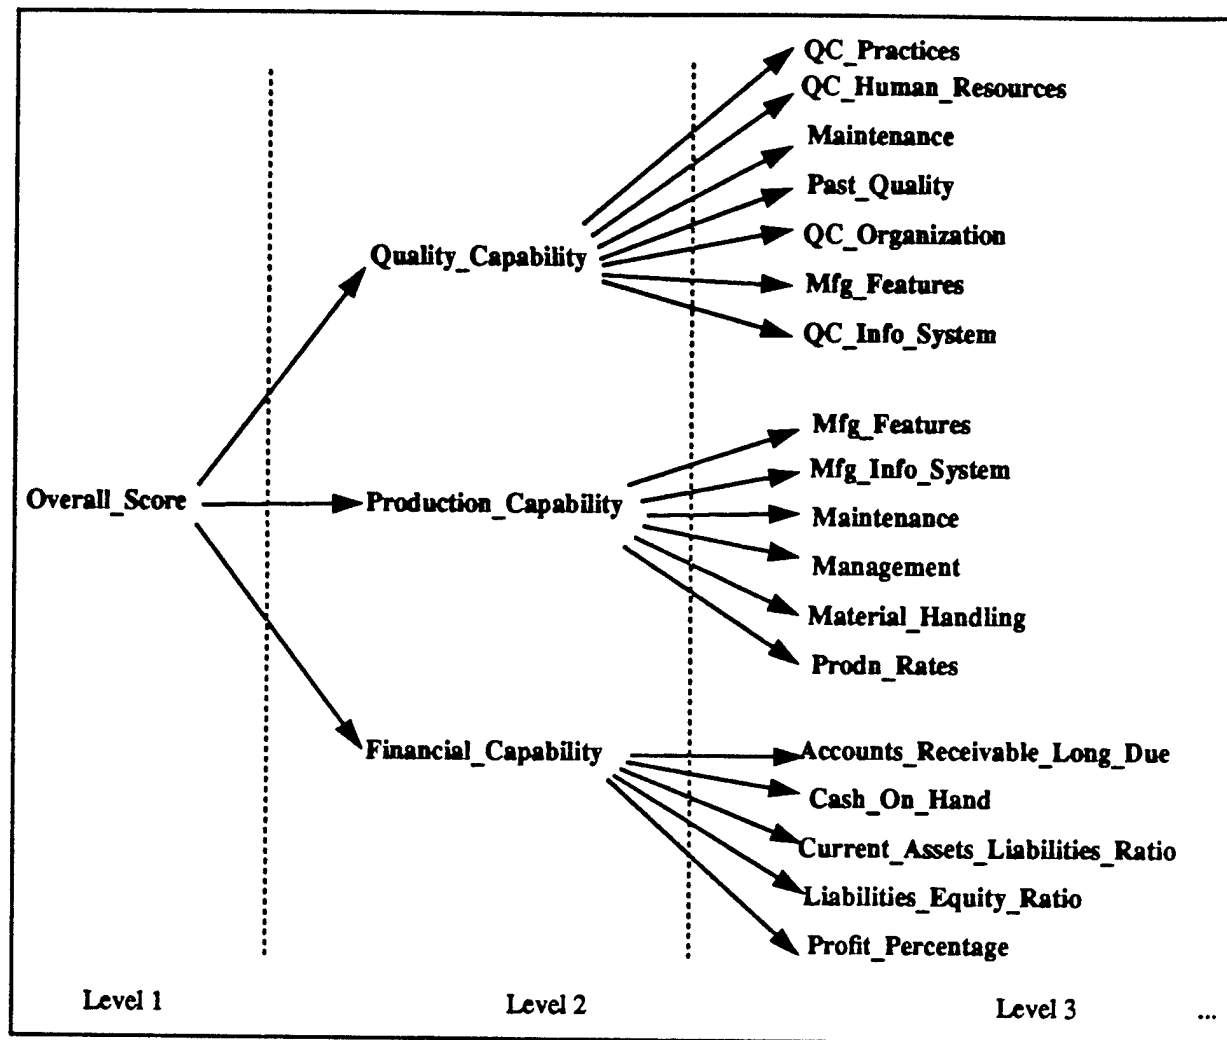 QC_Practices
QC_Human_Resources
Maintenance
Past_Quality
QC_Organization
Mfg_Features
QC_Info_System
Quality_Capability
Mfg_Features
Mfg_Info_System
Maintenance
Management
Material_Handling
Prodn_Rates
Overall_Score
Production_Capability
Financial_Capability
Accounts_Receivable_Long_Due
Cash_On_Hand
Current_Assets_Liabilities_Ratio
Liabilities_Equity_Ratio
Profit_Percentage
Level 1
Level 2
Level 3
...